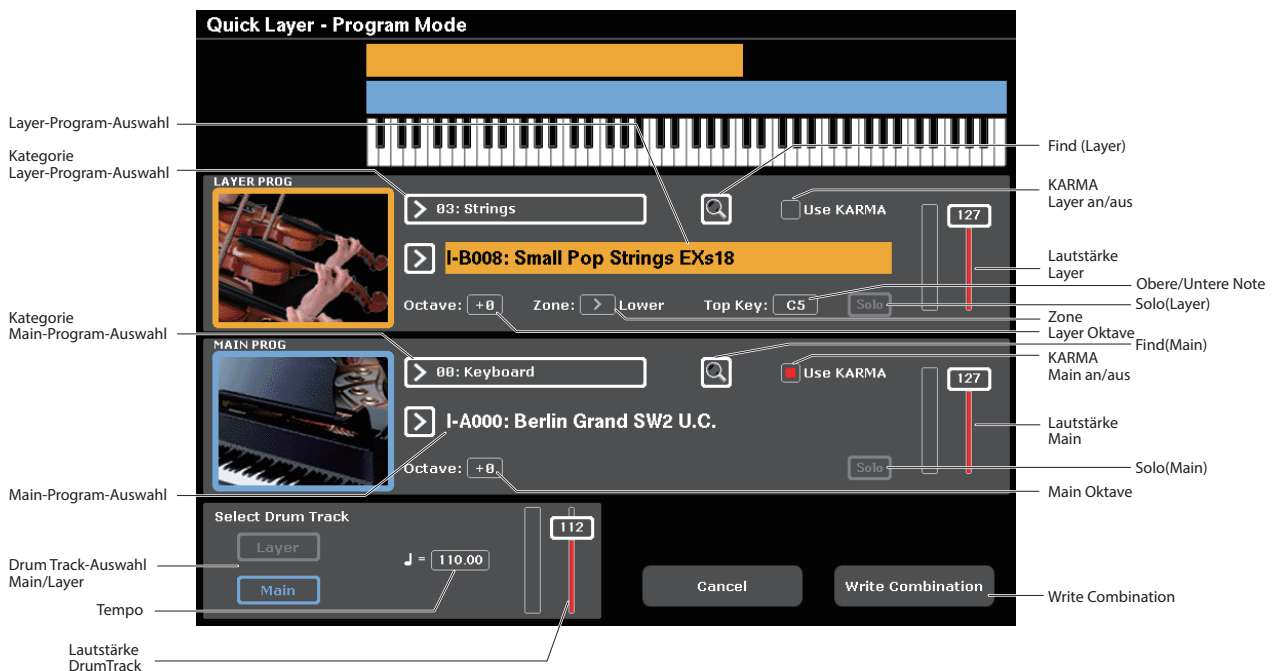 Quick Layer - Program Mode
Layer-Program-Auswahl
Kategorie
Layer-Program-Auswahl
Find (Layer)
KARMA
Layer an/aus
LAYER PROG
03: Strings
Use KARMA
127
I-B008: Small Pop Strings EXs18
Lautstärke
Layer
Octave: +0 Zone: > Lower Top Key: C5 Solo
Obere/Untere Note
Solo(Layer)
Zone
Layer Oktave
Kategorie
Main-Program-Auswahl
MAIN PROG
Find(Main)
00: Keyboard
Use KARMA
127
KARMA
Main an/aus
I-A000: Berlin Grand SW2 U.C.
Lautstärke
Main
Octave: +0 Solo
Solo(Main)
Main-Program-Auswahl
Main Oktave
Select Drum Track
112
Layer
♩ = 110.00
Drum Track-Auswahl
Main/Layer
Main
Cancel
Write Combination
Write Combination
Tempo
Lautstärke
DrumTrack